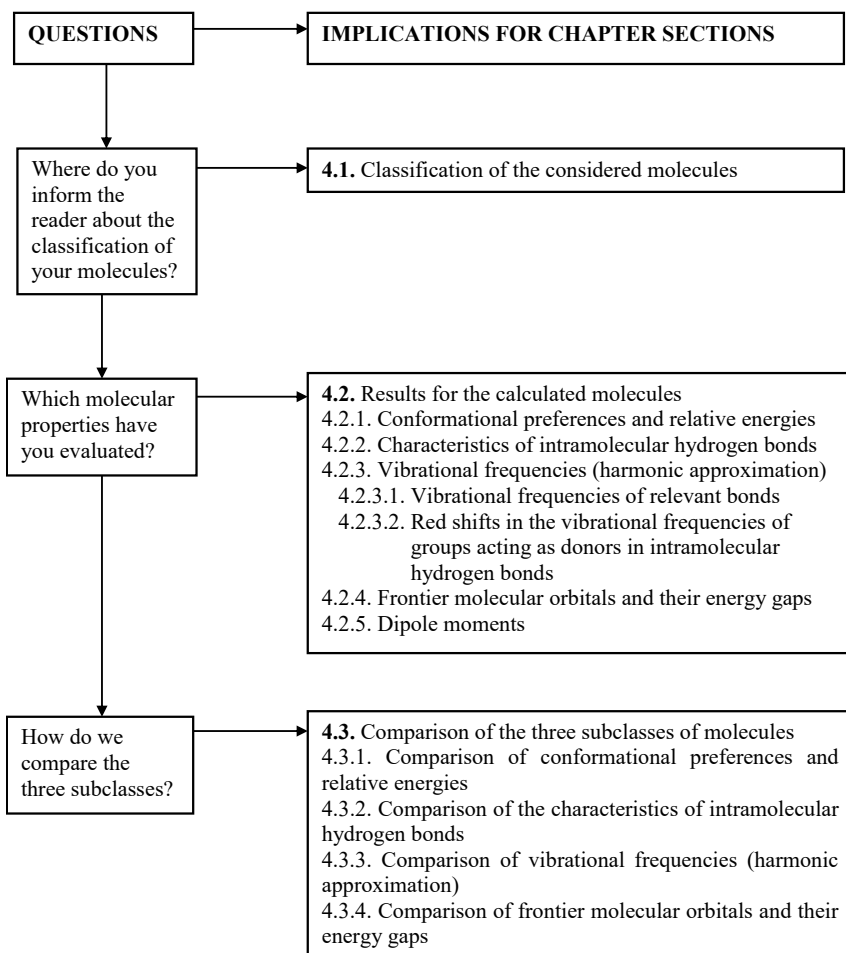 QUESTIONS
IMPLICATIONS FOR CHAPTER SECTIONS
Where do you
inform the
reader about the
classification of
your molecules?
4.1. Classification of the considered molecules
Which molecular
properties have
you evaluated?
4.2. Results for the calculated molecules
4.2.1. Conformational preferences and relative energies
4.2.2. Characteristics of intramolecular hydrogen bonds
4.2.3. Vibrational frequencies (harmonic approximation)
4.2.3.1. Vibrational frequencies of relevant bonds
4.2.3.2. Red shifts in the vibrational frequencies of
groups acting as donors in intramolecular
hydrogen bonds
4.2.4. Frontier molecular orbitals and their energy gaps
4.2.5. Dipole moments
How do we
compare the
three subclasses?
4.3. Comparison of the three subclasses of molecules
4.3.1. Comparison of conformational preferences and
relative energies
4.3.2. Comparison of the characteristics of intramolecular
hydrogen bonds
4.3.3. Comparison of vibrational frequencies (harmonic
approximation)
4.3.4. Comparison of frontier molecular orbitals and their
energy gaps